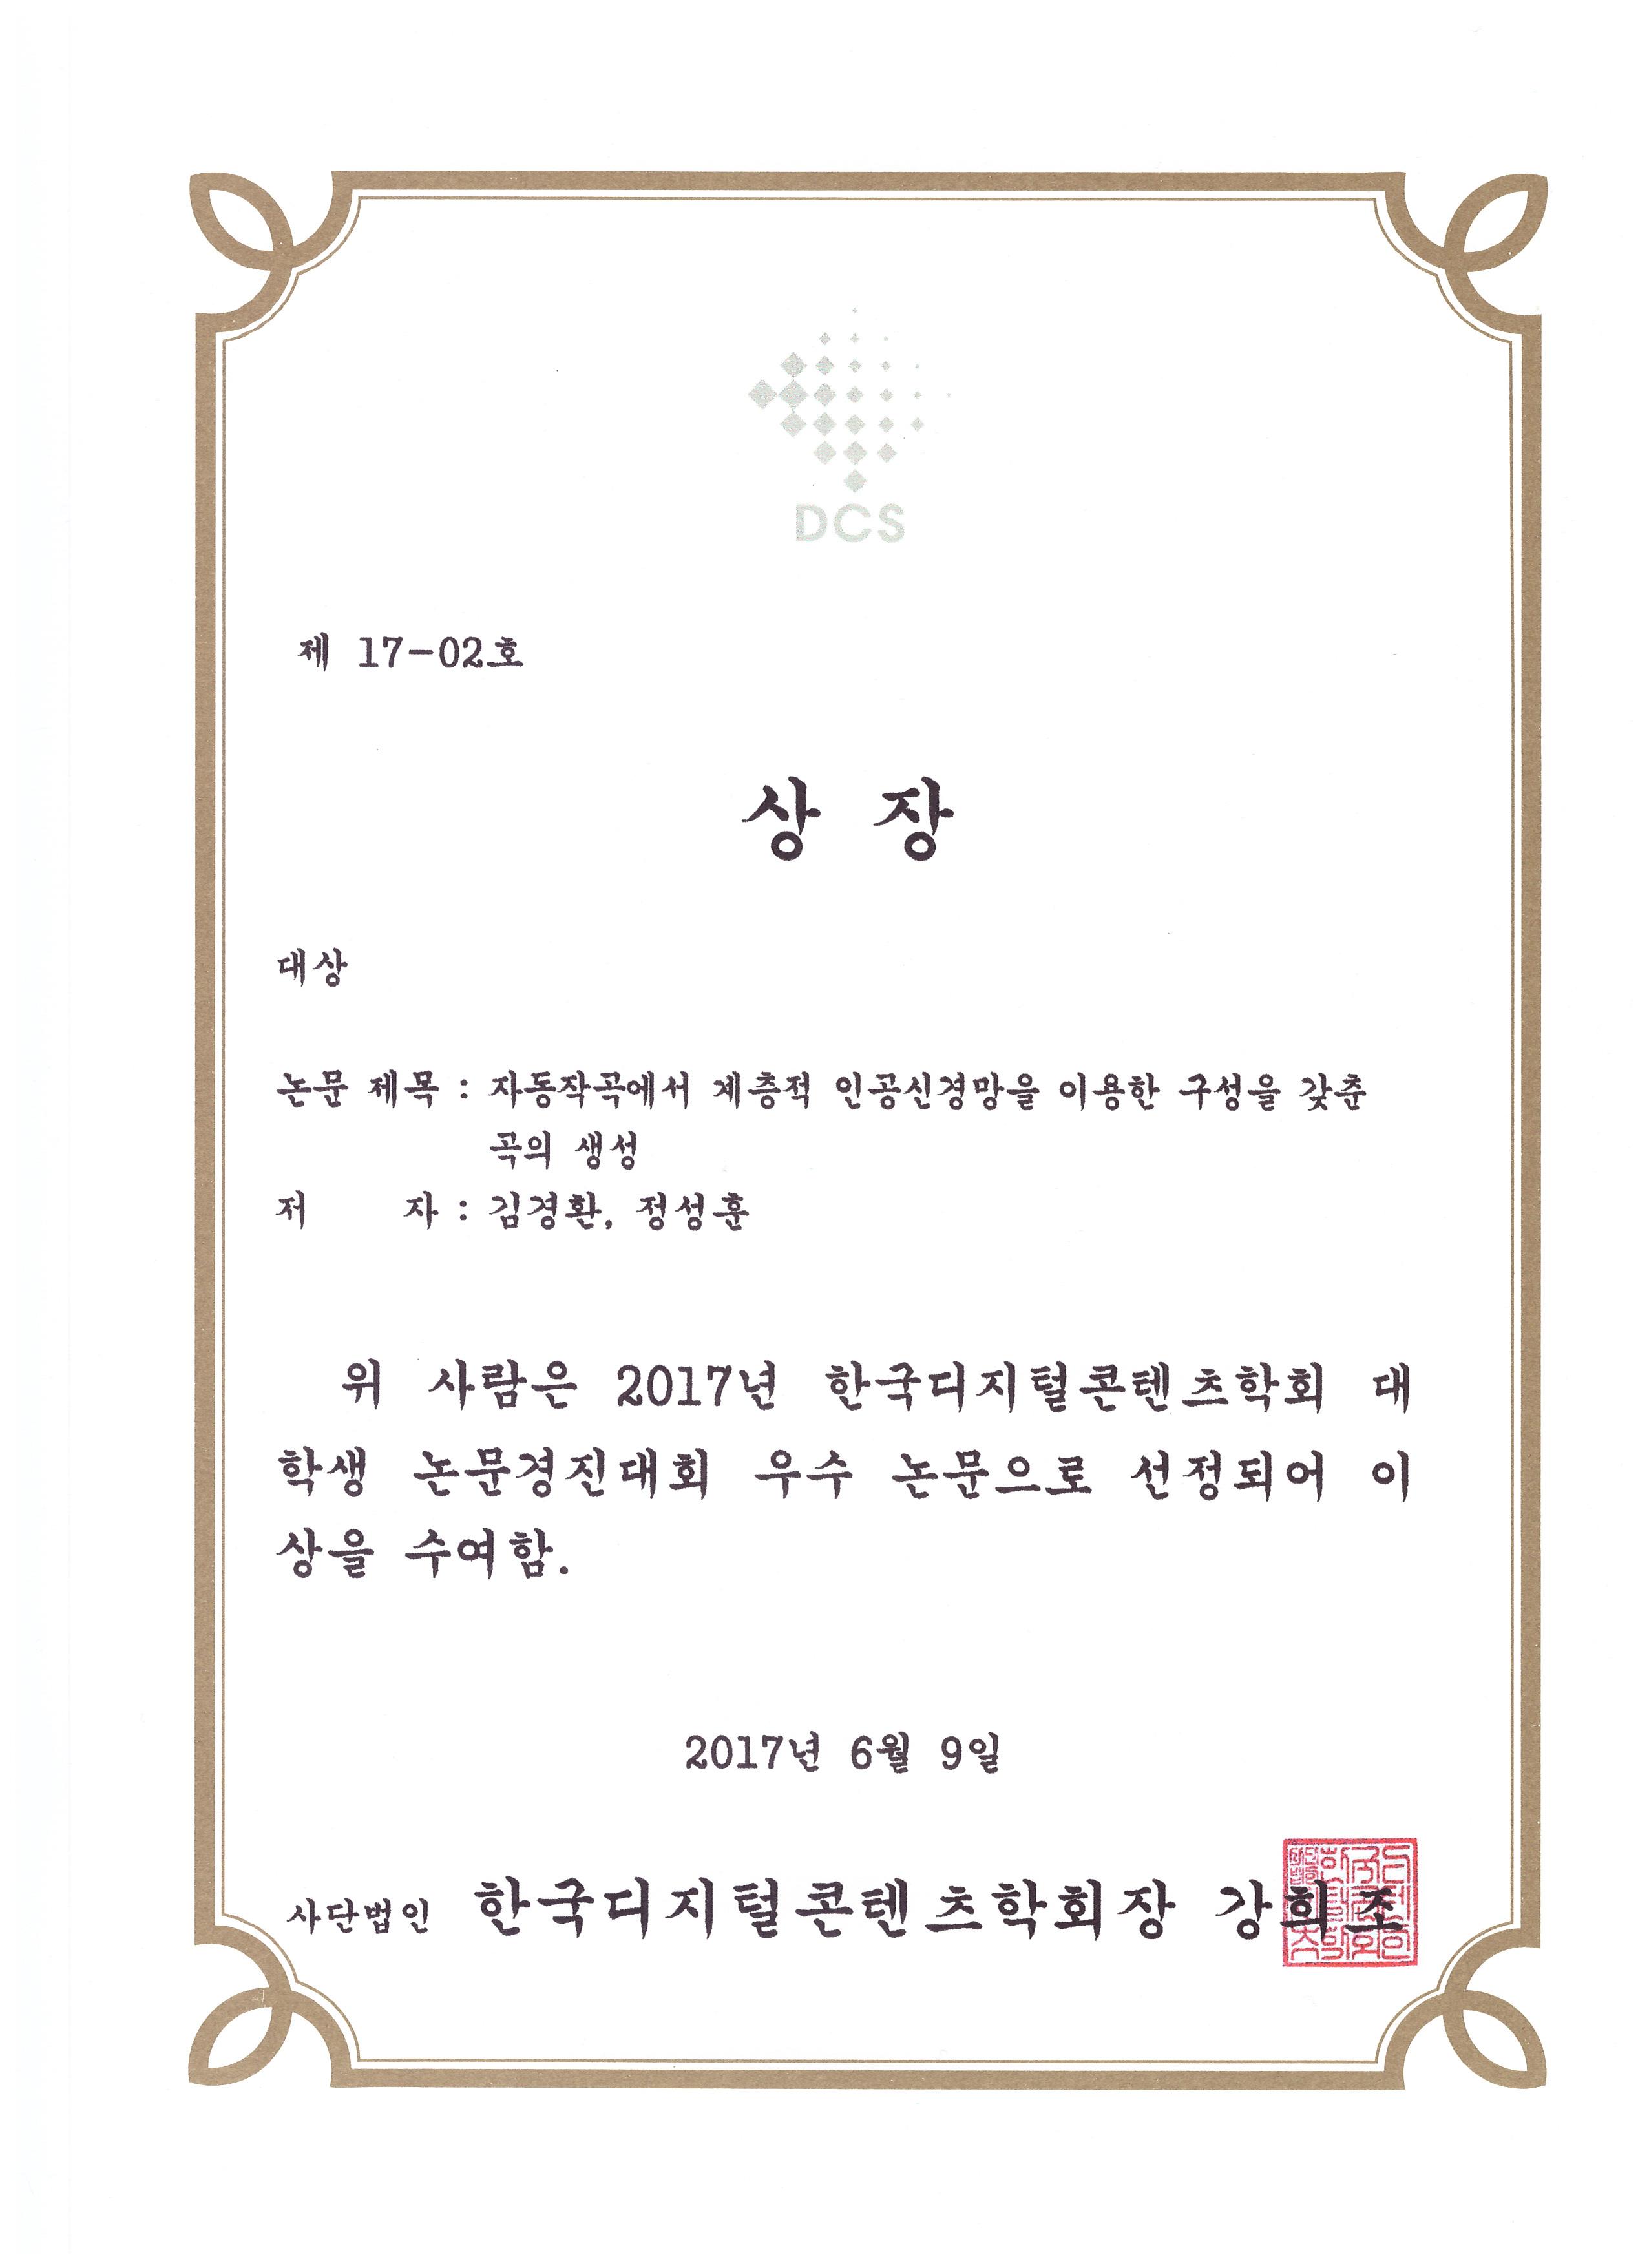 DCS
제 17-02호
상 장
대상
논문 제목 : 자동작곡에서 계층적 인공신경망을 이용한 구성을 갖춘
곡의 생성
저 자 : 김경환, 정성훈
위 사람은 2017년 한국디지털콘텐츠학회 대
학생 논문경진대회 우수 논문으로 선정되어 이
상을 수여함.
2017년 6월 9일
사단법인 한국디지털콘텐츠학회장 강희조